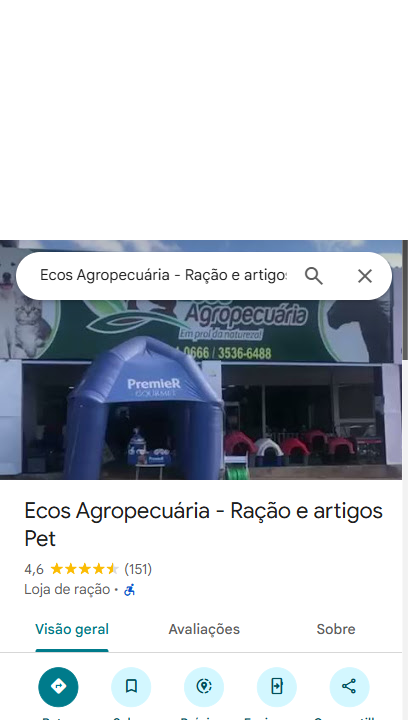 Ecos Agropecuária - Ração e artigos
Agropecuária
Em prol da natureza!
0666 / 3536-6488
PremieR
GOURMET
Ecos Agropecuária - Ração e artigos
Pet
4,6 (151)
Loja de ração ·
Visão geral Avaliações Sobre